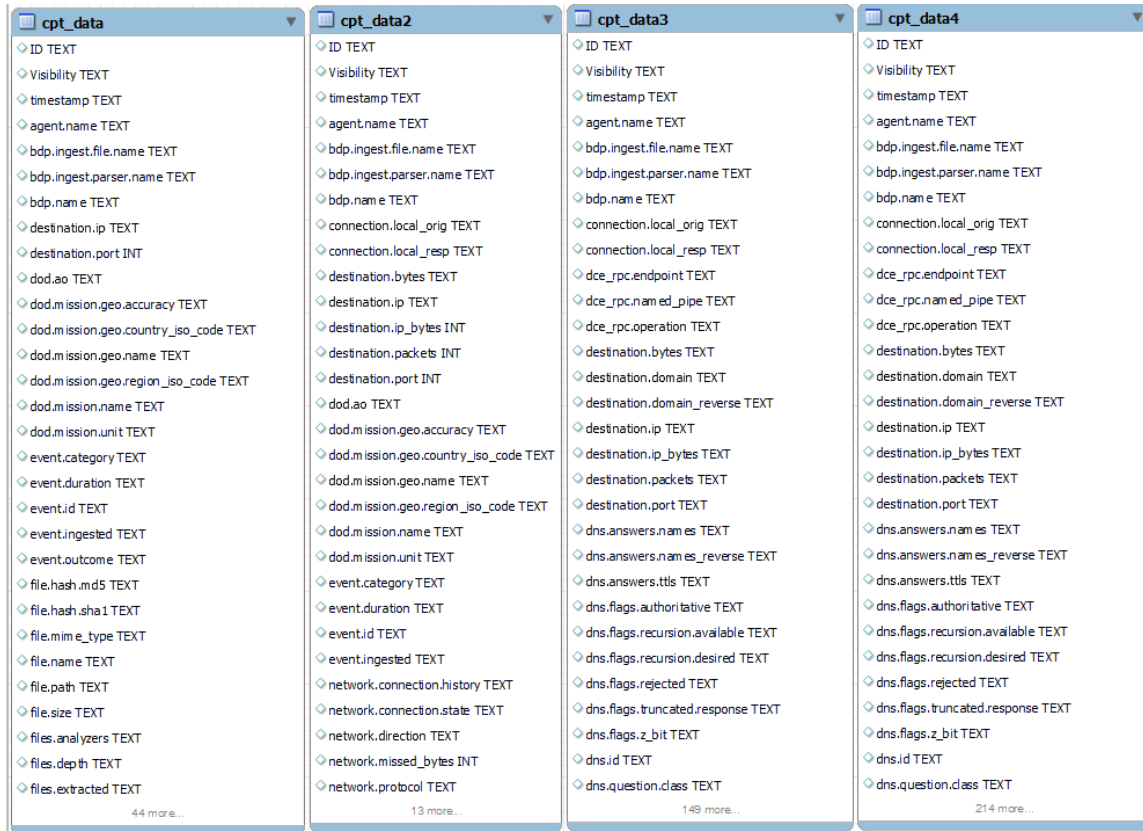 cpt_data
ID TEXT
Visibility TEXT
timestamp TEXT
agent.name TEXT
bdp.ingest.file.name TEXT
bdp.ingest.parser.name TEXT
bdp.name TEXT
destination.ip TEXT
destination.port INT
dod.ao TEXT
dod.mission.geo.accuracy TEXT
dod.mission.geo.country_iso_code TEXT
dod.mission.geo.name TEXT
dod.mission.geo.region_iso_code TEXT
dod.mission.name TEXT
dod.mission.unit TEXT
event.category TEXT
event.duration TEXT
event.id TEXT
event.ingested TEXT
event.outcome TEXT
file.hash.md5 TEXT
file.hash.sha1 TEXT
file.mime_type TEXT
file.name TEXT
file.path TEXT
file.size TEXT
files.analyzers TEXT
files.depth TEXT
files.extracted TEXT
44 more...
cpt_data2
ID TEXT
Visibility TEXT
timestamp TEXT
agent.name TEXT
bdp.ingest.file.name TEXT
bdp.ingest.parser.name TEXT
bdp.name TEXT
connection.local_orig TEXT
connection.local_resp TEXT
destination.bytes TEXT
destination.ip TEXT
destination.ip_bytes INT
destination.packets INT
destination.port INT
dod.ao TEXT
dod.mission.geo.accuracy TEXT
dod.mission.geo.country_iso_code TEXT
dod.mission.geo.name TEXT
dod.mission.geo.region_iso_code TEXT
dod.mission.name TEXT
dod.mission.unit TEXT
event.category TEXT
event.duration TEXT
event.id TEXT
event.ingested TEXT
network.connection.history TEXT
network.connection.state TEXT
network.direction TEXT
network.missed_bytes INT
network.protocol TEXT
13 more...
cpt_data3
ID TEXT
Visibility TEXT
timestamp TEXT
agent.name TEXT
bdp.ingest.file.name TEXT
bdp.ingest.parser.name TEXT
bdp.name TEXT
connection.local_orig TEXT
connection.local_resp TEXT
dce_rpc.endpoint TEXT
dce_rpc.named_pipe TEXT
dce_rpc.operation TEXT
destination.bytes TEXT
destination.domain TEXT
destination.domain_reverse TEXT
destination.ip TEXT
destination.ip_bytes TEXT
destination.packets TEXT
destination.port TEXT
dns.answers.names TEXT
dns.answers.names_reverse TEXT
dns.answers.ttls TEXT
dns.flags.authoritative TEXT
dns.flags.recursion.available TEXT
dns.flags.recursion.desired TEXT
dns.flags.rejected TEXT
dns.flags.truncated.response TEXT
dns.flags.z_bit TEXT
dns.id TEXT
dns.question.class TEXT
149 more...
cpt_data4
ID TEXT
Visibility TEXT
timestamp TEXT
agent.name TEXT
bdp.ingest.file.name TEXT
bdp.ingest.parser.name TEXT
bdp.name TEXT
connection.local_orig TEXT
connection.local_resp TEXT
dce_rpc.endpoint TEXT
dce_rpc.named_pipe TEXT
dce_rpc.operation TEXT
destination.bytes TEXT
destination.domain TEXT
destination.domain_reverse TEXT
destination.ip TEXT
destination.ip_bytes TEXT
destination.packets TEXT
destination.port TEXT
dns.answers.names TEXT
dns.answers.names_reverse TEXT
dns.answers.ttls TEXT
dns.flags.authoritative TEXT
dns.flags.recursion.available TEXT
dns.flags.recursion.desired TEXT
dns.flags.rejected TEXT
dns.flags.truncated.response TEXT
dns.flags.z_bit TEXT
dns.id TEXT
dns.question.class TEXT
214 more...